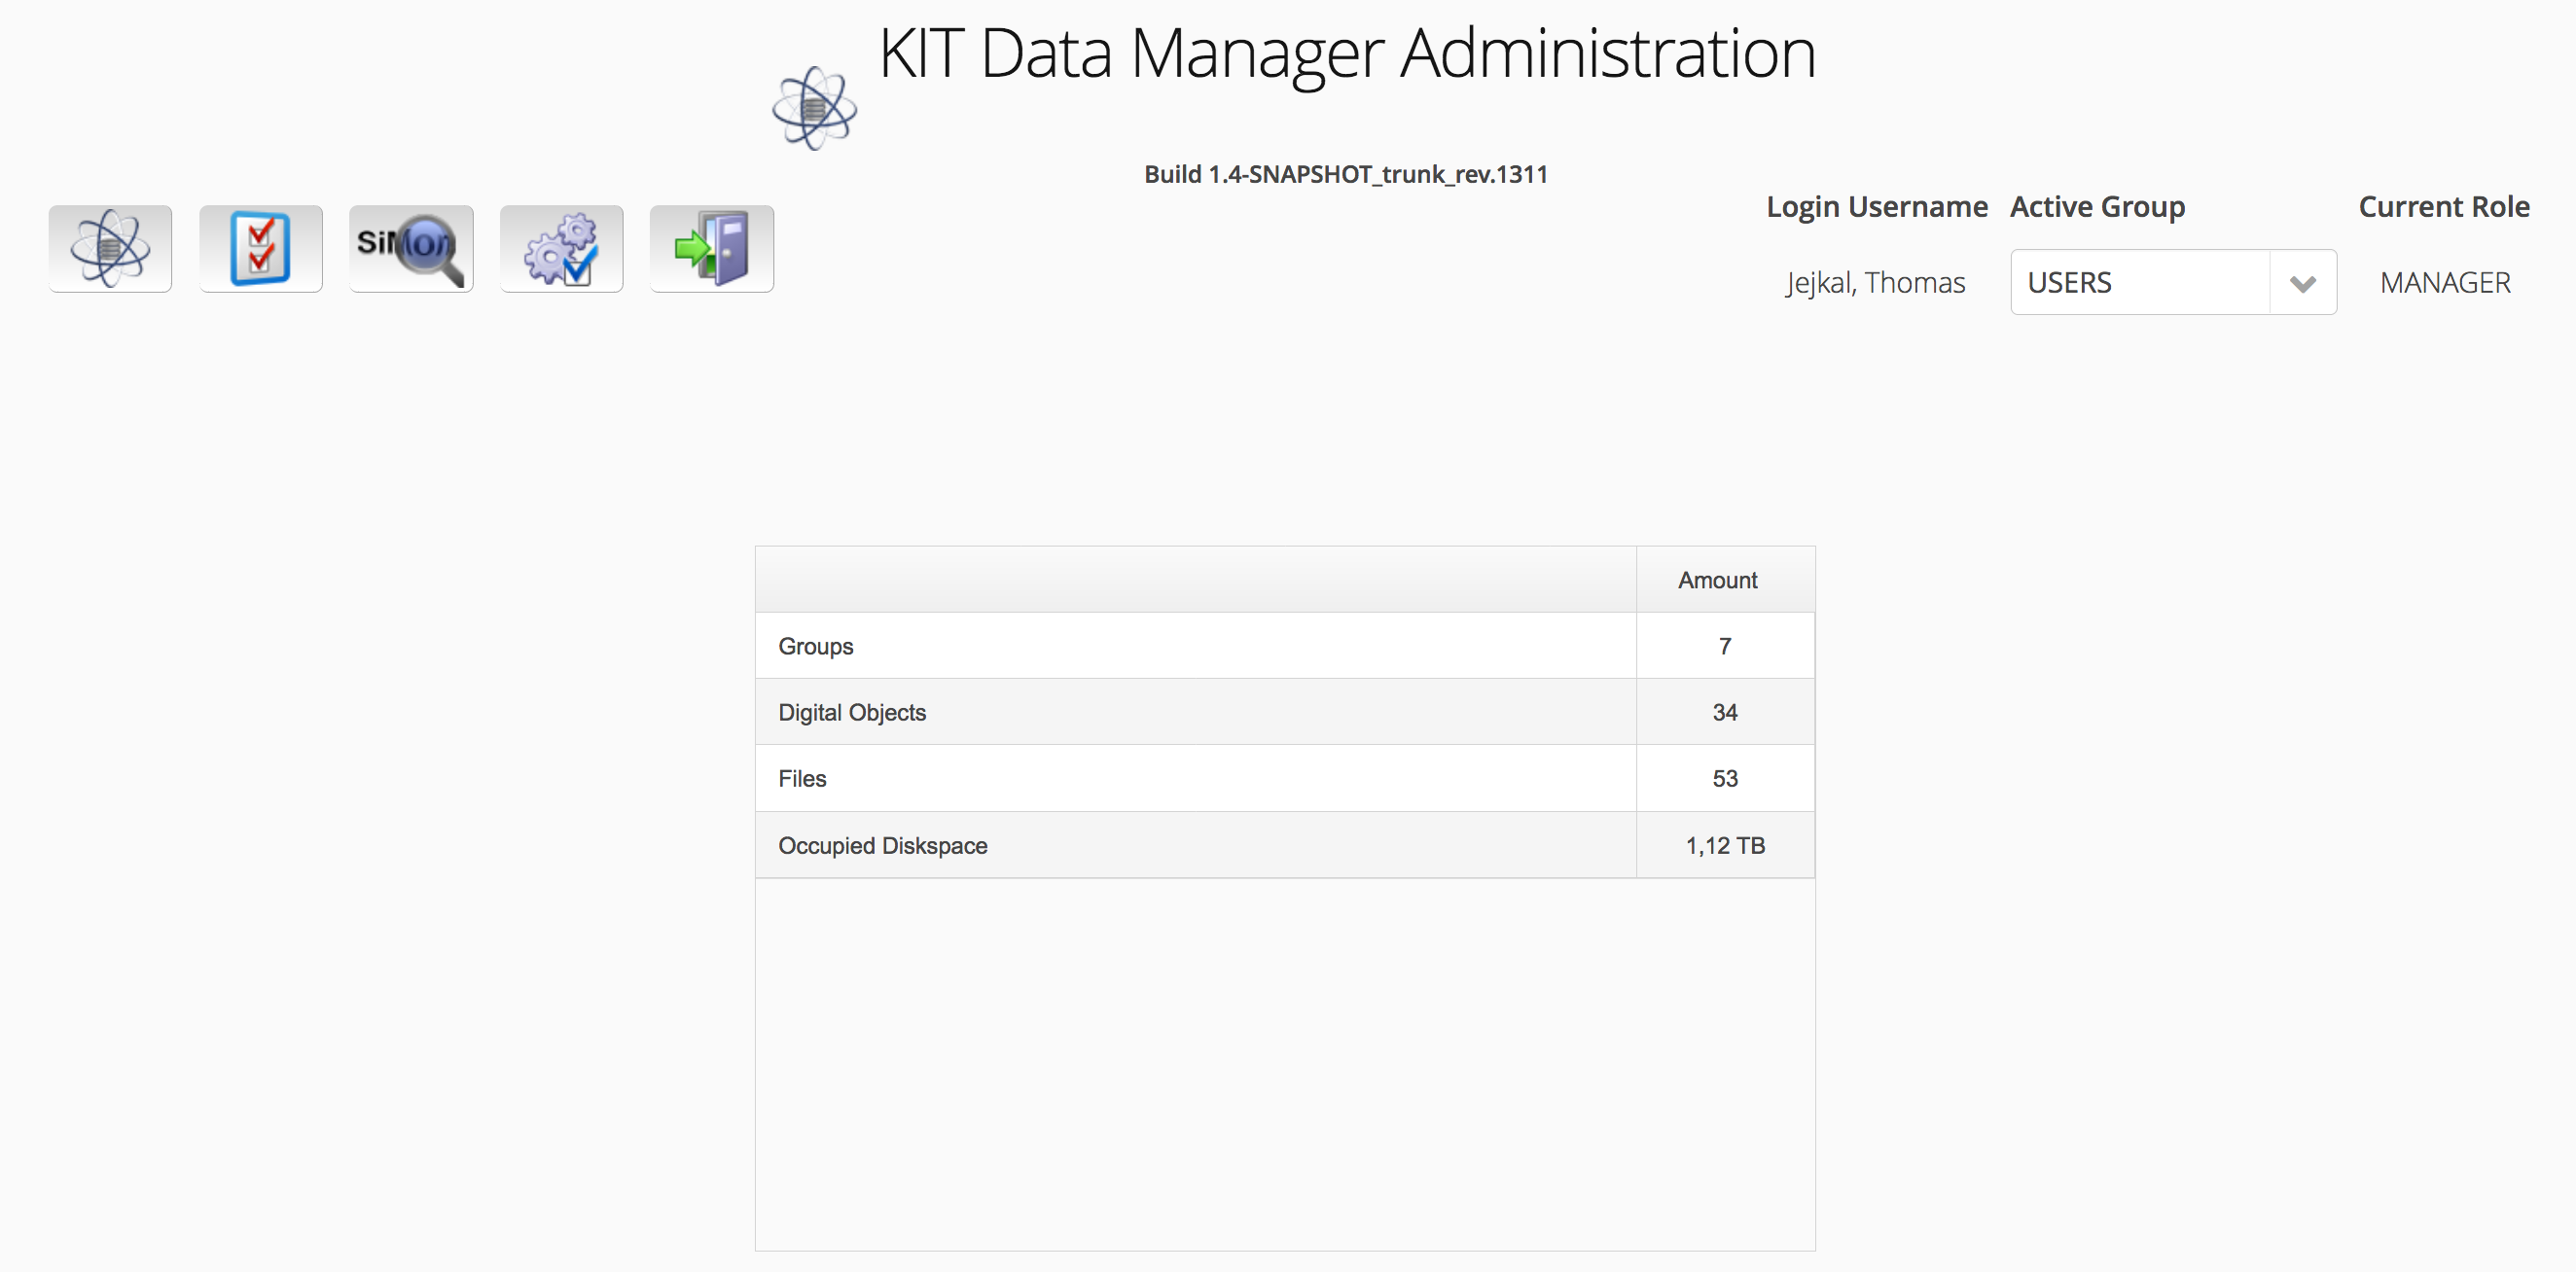 KIT Data Manager Administration
Build 1.4-SNAPSHOT_trunk_rev.1311
SiMon
Login Username Active Group Current Role
Jejkal, Thomas USERS MANAGER
Amount
Groups 7
Digital Objects 34
Files 53
Occupied Diskspace 1,12 TB